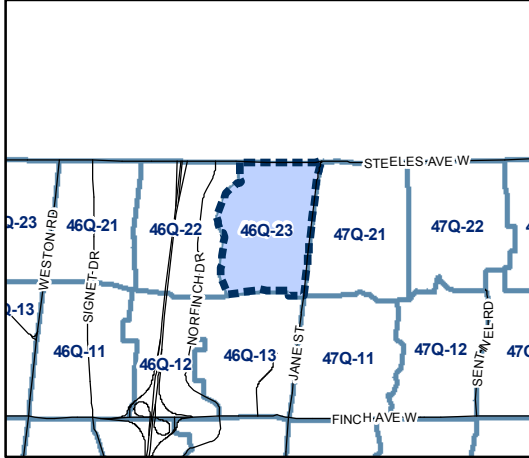 STEELES AVE W
Q-23
46Q-21
46Q-22
46Q-23
47Q-21
47Q-22
WESTON RD
SIGNET DR
NORFINCH DR
Q-13
46Q-11
46Q-12
46Q-13
JANE ST
47Q-11
47Q-12
SENTINEL RD
47Q
FINCH AVE W